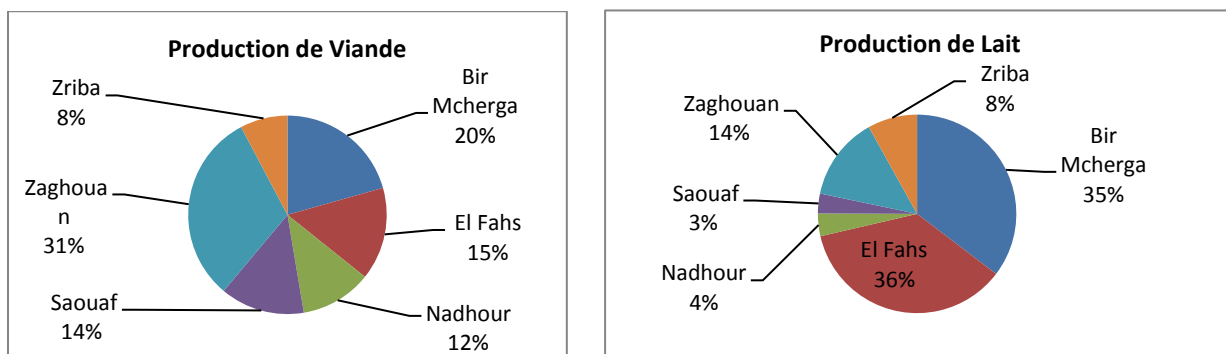 Production de Viande
Bir
Mcherga
20%
El Fahs
15%
Nadhour
12%
Saouaf
14%
Zaghoua
n
31%
Zriba
8%
Production de Lait
Bir
Mcherga
35%
El Fahs
36%
Nadhour
4%
Saouaf
3%
Zaghouan
14%
Zriba
8%